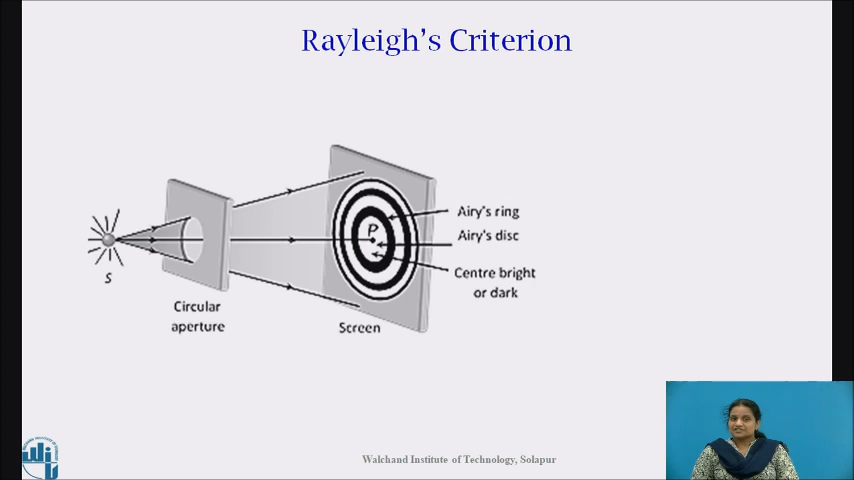 Rayleigh's Criterion
Airy's ring
P
Airy's disc
S
Centre bright
or dark
Circular
aperture
Screen
Walchand Institute of Technology, Solapur